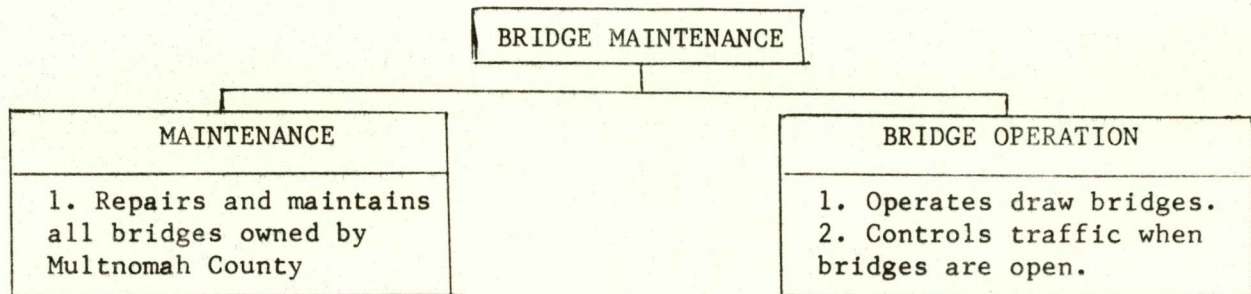 BRIDGE MAINTENANCE
MAINTENANCE
1. Repairs and maintains
all bridges owned by
Multnomah County
BRIDGE OPERATION
1. Operates draw bridges.
2. Controls traffic when
bridges are open.